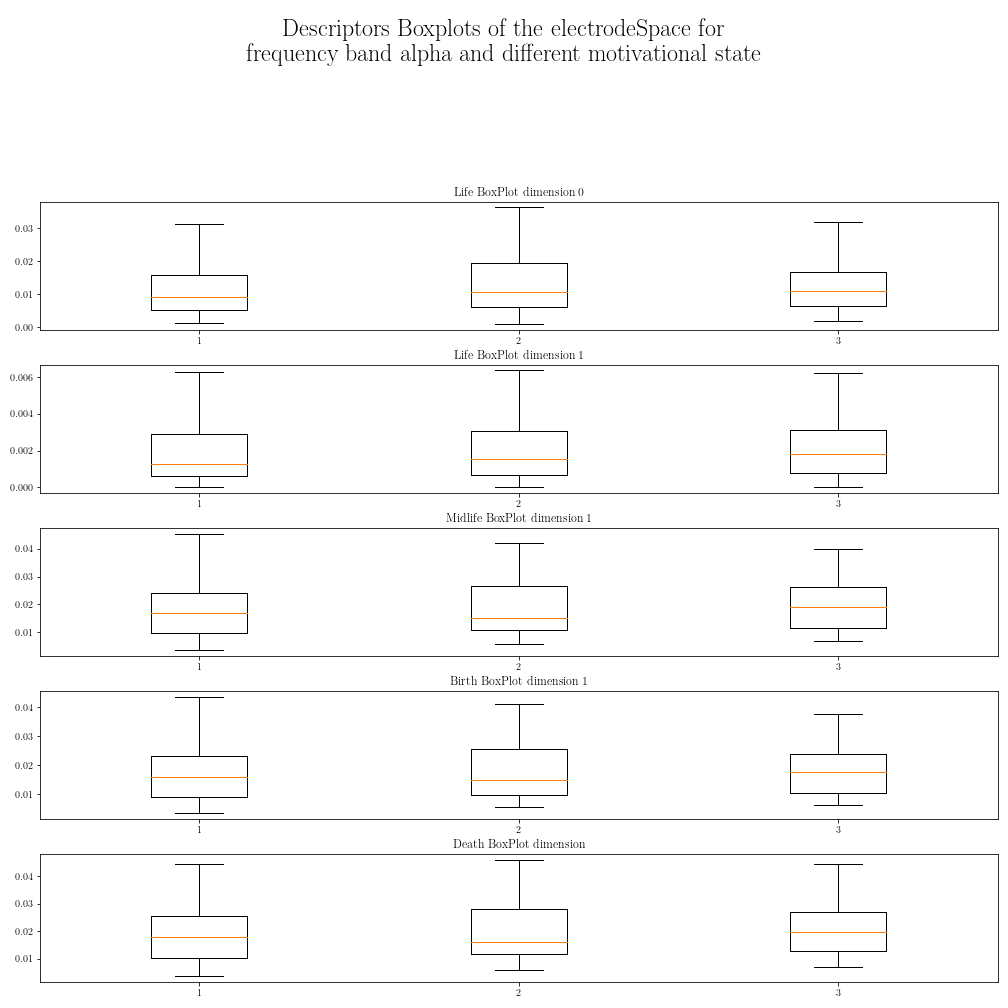 Descriptors Boxplots of the electrodeSpace for
frequency band alpha and different motivational state
Life BoxPlot dimension 0
0.03
0.02
0.01
0.00
1 2 3
Life BoxPlot dimension 1
0.006
0.004
0.002
0.000
1 2 3
Midlife BoxPlot dimension 1
0.04
0.03
0.02
0.01
1 2 3
Birth BoxPlot dimension 1
0.04
0.03
0.02
0.01
1 2 3
Death BoxPlot dimension
0.04
0.03
0.02
0.01
1 2 3